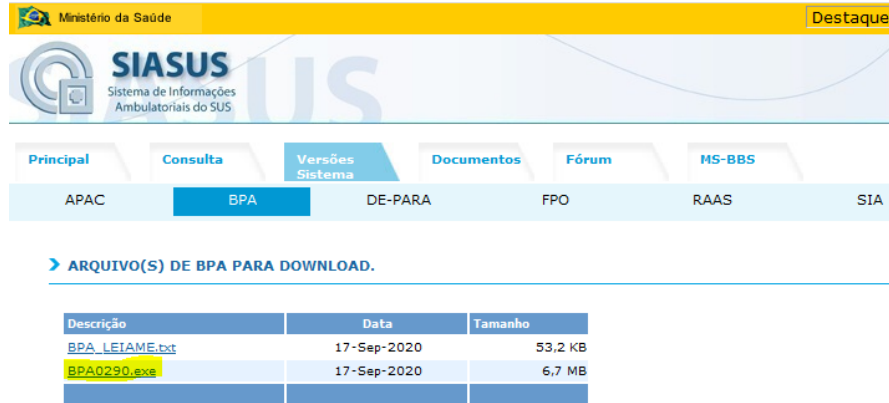 Ministério da Saúde
Destaque
SIASUS
Sistema de Informações
Ambulatoriais do SUS
SIASUS
Principal Consulta Versões Sistema Documentos Fórum MS-BBS
APAC BPA DE-PARA FPO RAAS SIA
ARQUIVO(S) DE BPA PARA DOWNLOAD.
Descrição Data Tamanho
BPA_LEIAME.txt 17-Sep-2020 53,2 KB
BPA0290.exe 17-Sep-2020 6,7 MB